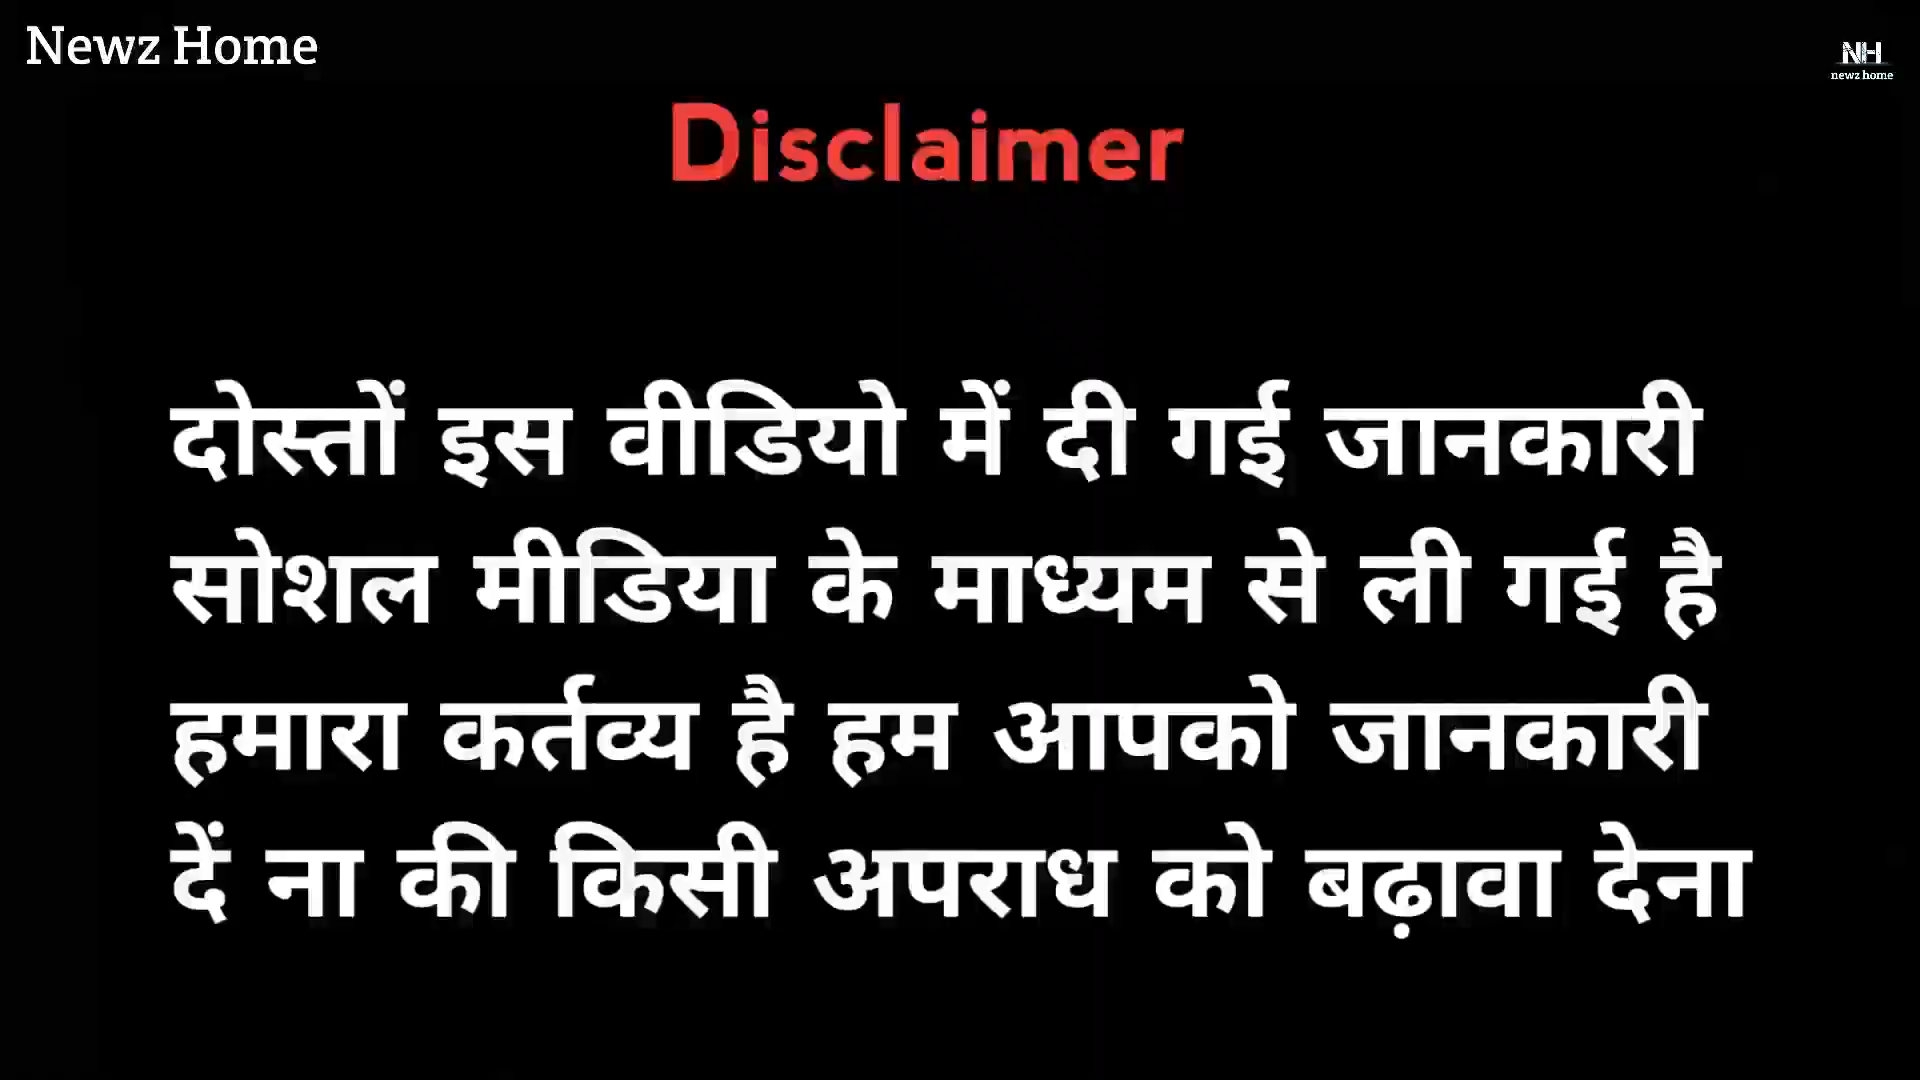 Newz Home
NH
newz home
Disclaimer
दोस्तों इस वीडियो में दी गई जानकारी
सोशल मीडिया के माध्यम से ली गई है
हमारा कर्तव्य है हम आपको जानकारी
दें ना की किसी अपराध को बढ़ावा देना